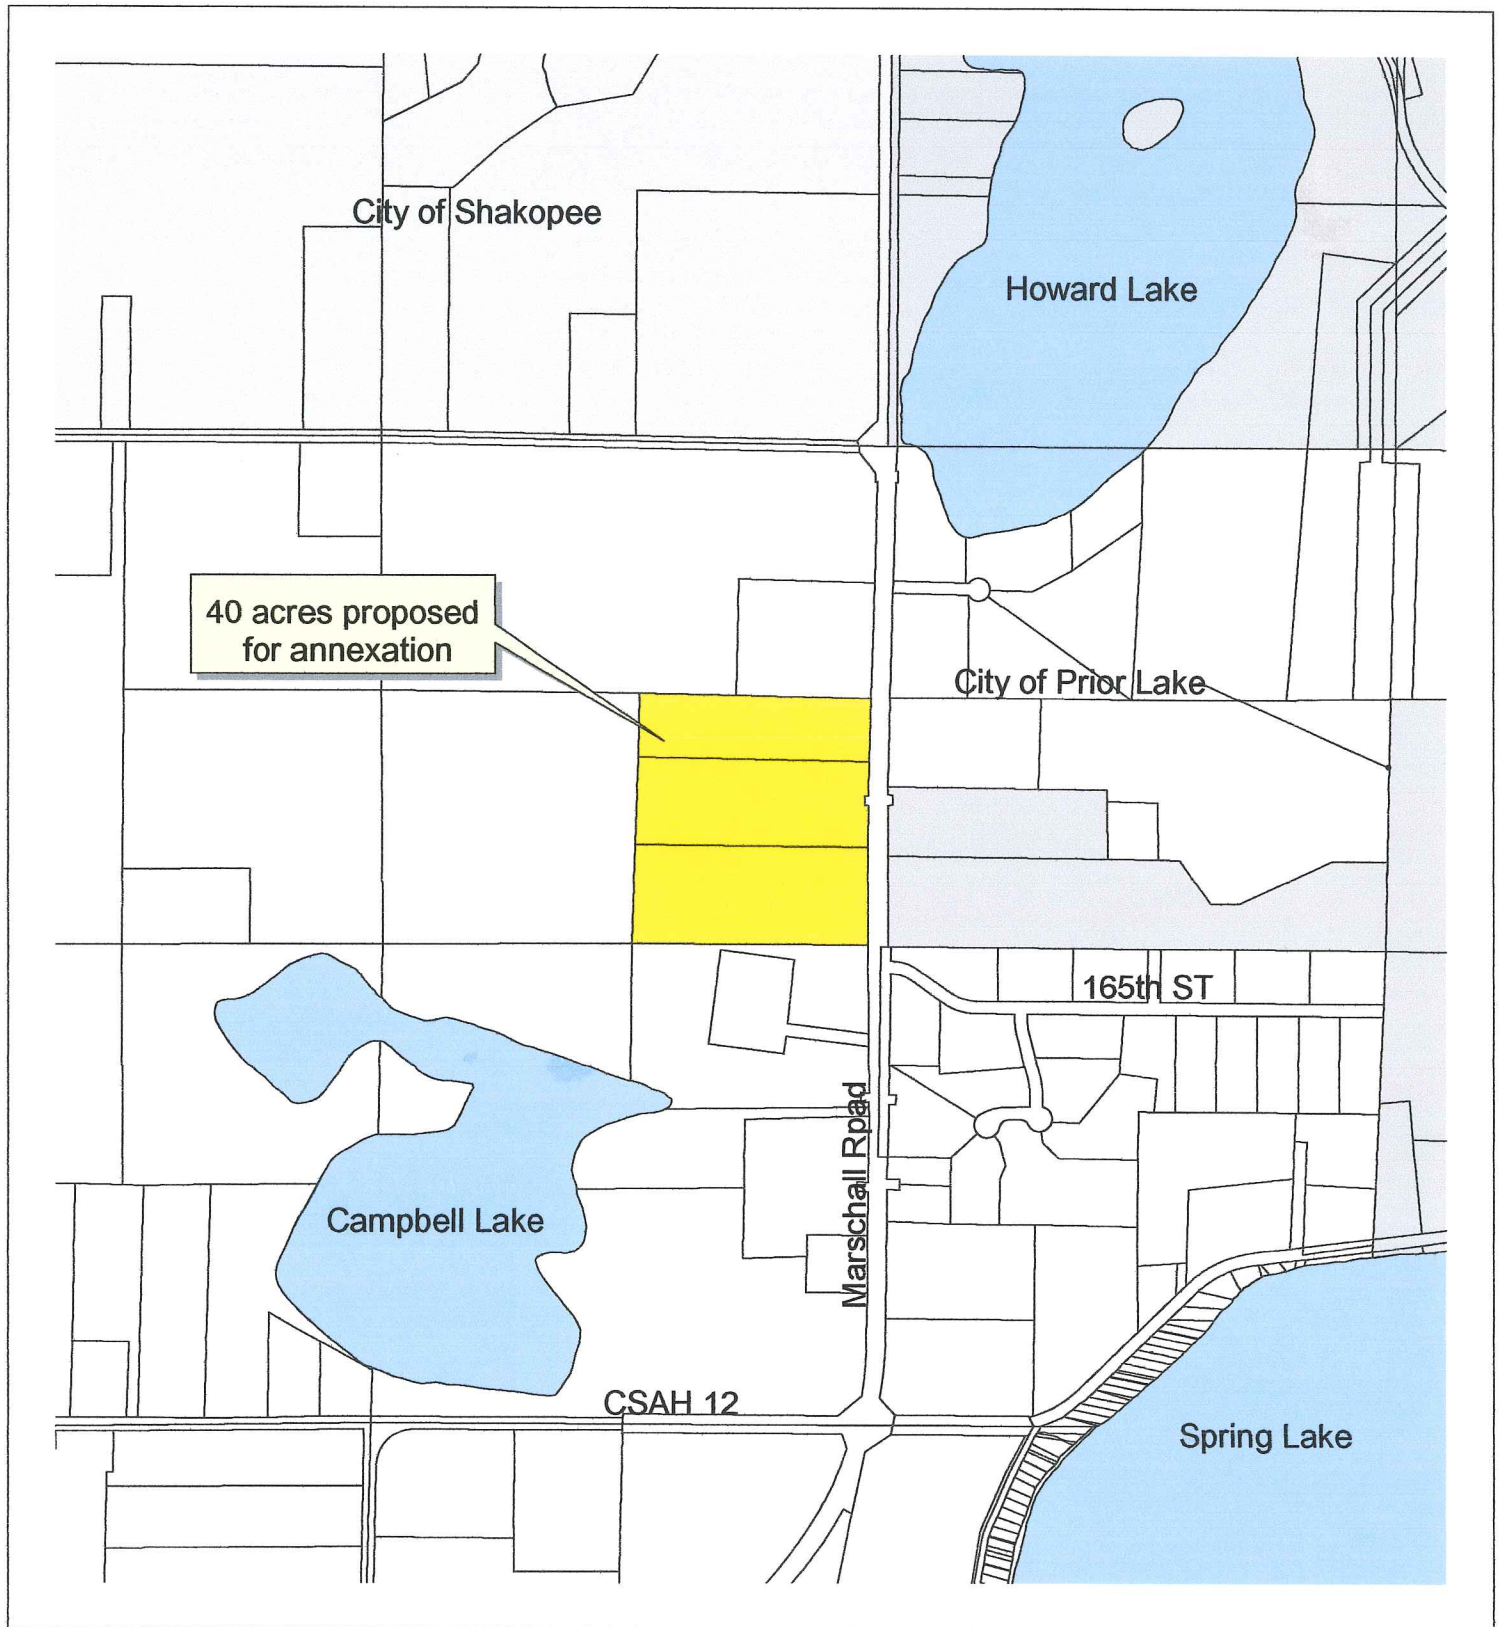 City of Shakopee
Howard Lake
40 acres proposed
for annexation
City of Prior Lake
165th ST
Marschall Rpad
Campbell Lake
CSAH 12
Spring Lake